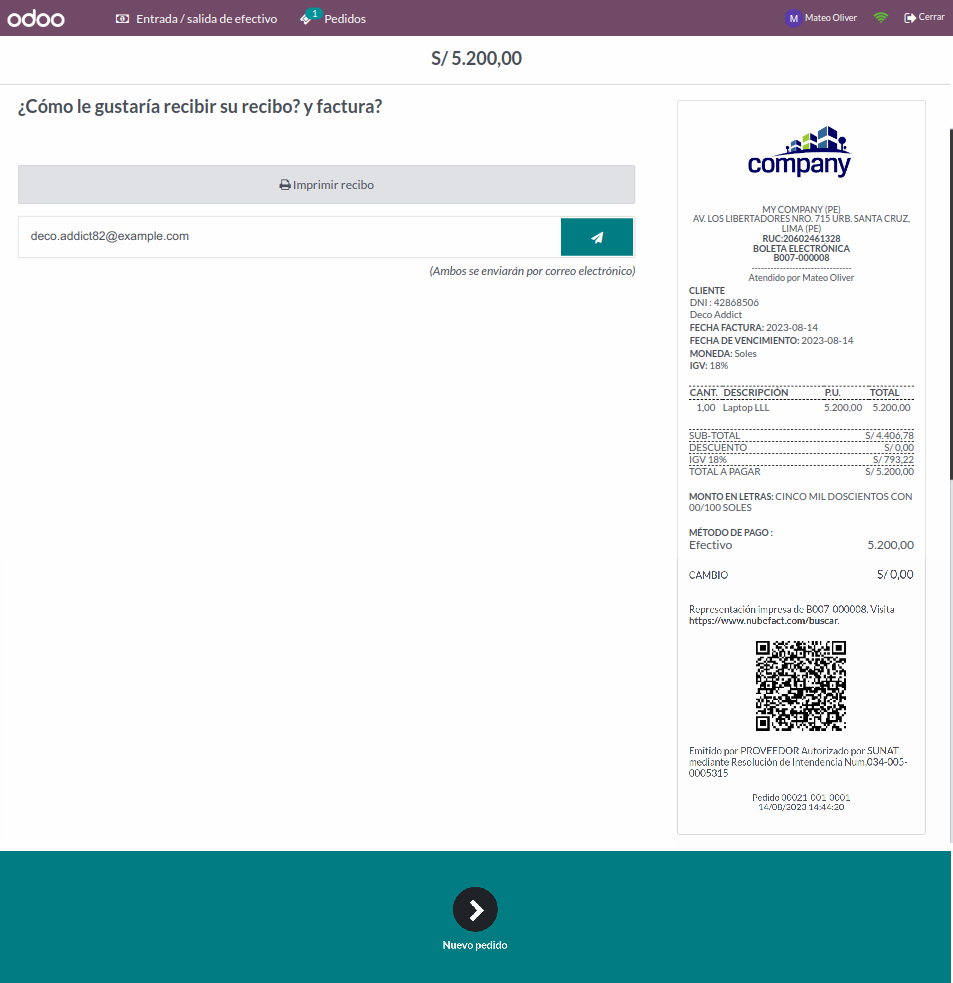 odoo
Entrada / salida de efectivo
1
Pedidos
M
Mateo Oliver
Cerrar
S/ 5.200,00
¿Cómo le gustaría recibir su recibo? y factura?
Imprimir recibo
deco.addict82@example.com
(Ambos se enviarán por correo electrónico)
company
MY COMPANY (PE)
AV. LOS LIBERTADORES NRO. 715 URB. SANTA CRUZ,
LIMA (PE)
RUC:20602461328
BOLETA ELECTRÓNICA
B007-000008
--------------------------------
Atendido por Mateo Oliver
CLIENTE
DNI : 42868506
Deco Addict
FECHA FACTURA: 2023-08-14
FECHA DE VENCIMIENTO: 2023-08-14
MONEDA: Soles
IGV: 18%
CANT. DESCRIPCIÓN P.U. TOTAL
1,00 Laptop LLL 5.200,00 5.200,00
SUB-TOTAL S/ 4.406,78
DESCUENTO S/ 0,00
IGV 18% S/ 793,22
TOTAL A PAGAR S/ 5.200,00
MONTO EN LETRAS: CINCO MIL DOSCIENTOS CON
00/100 SOLES
MÉTODO DE PAGO :
Efectivo 5.200,00
CAMBIO S/ 0,00
Representación impresa de B007-000008. Visita
https://www.nubefact.com/buscar.
Emitido por PROVEEDOR Autorizado por SUNAT
mediante Resolución de Intendencia Num.034-005-
0005315
Pedido 00021-001-0001
14/08/2023 14:44:20
Nuevo pedido